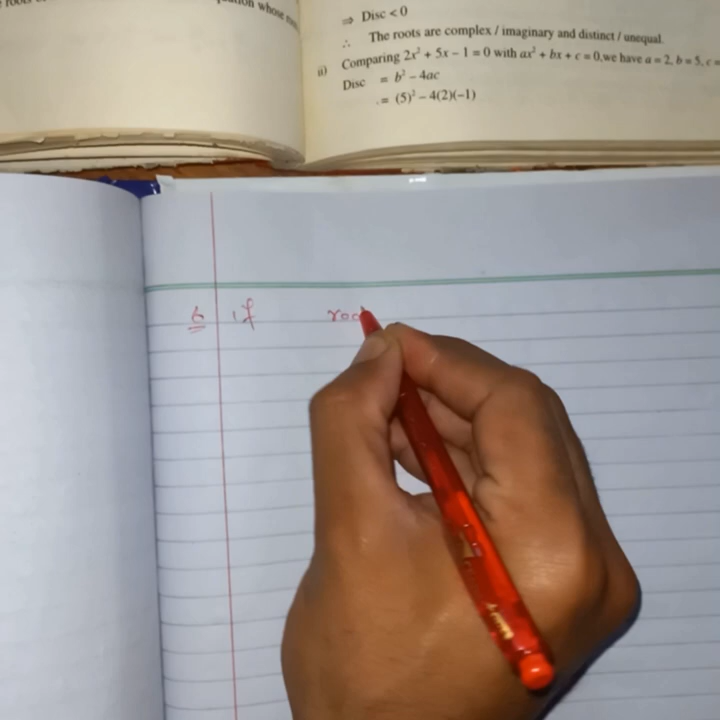 ⇒ Disc < 0
∴ The roots are complex / imaginary and distinct / unequal.
ii) Comparing 2x² + 5x – 1 = 0 with ax² + bx + c = 0, we have a = 2, b = 5, c =
Disc = b² – 4ac
= (5)² – 4(2)(–1)
6 if roo